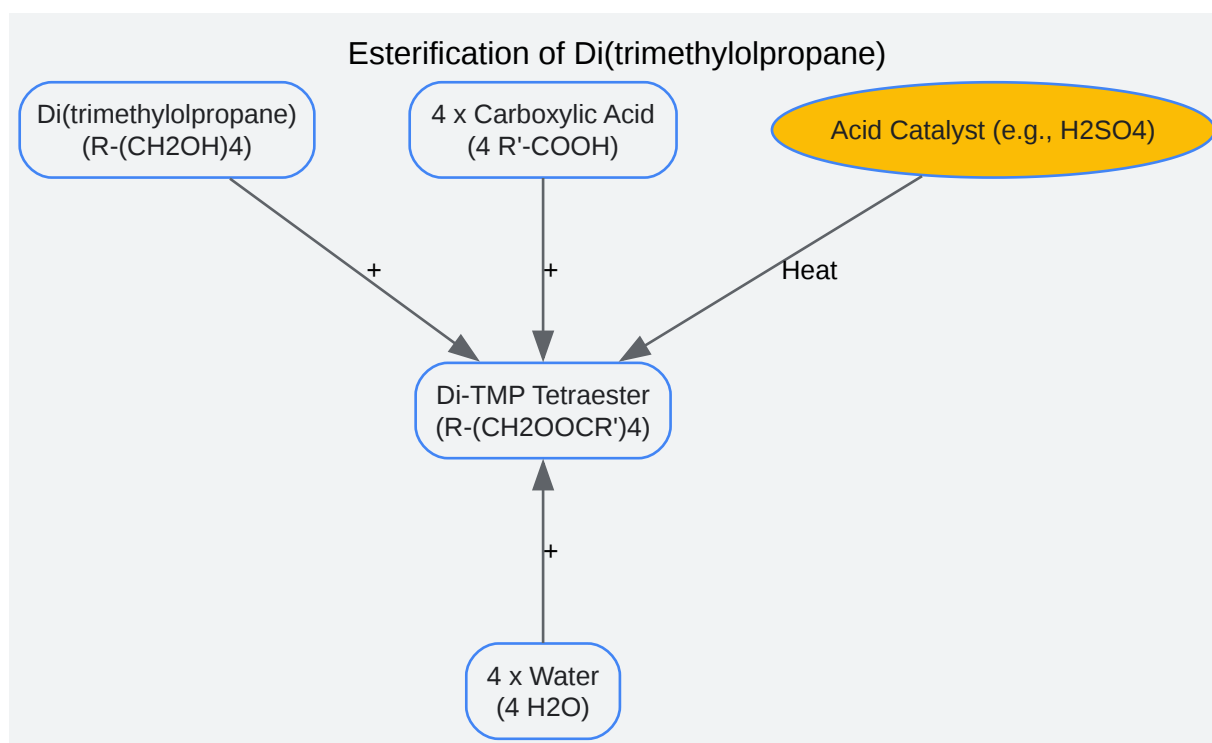 Esterification of Di(trimethylolpropane)
Di(trimethylolpropane)
(R-(CH2OH)4)
4 x Carboxylic Acid
(4 R'-COOH)
Acid Catalyst (e.g., H2SO4)
+
+
Heat
Di-TMP Tetraester
(R-(CH2OOCR')4)
+
4 x Water
(4 H2O)